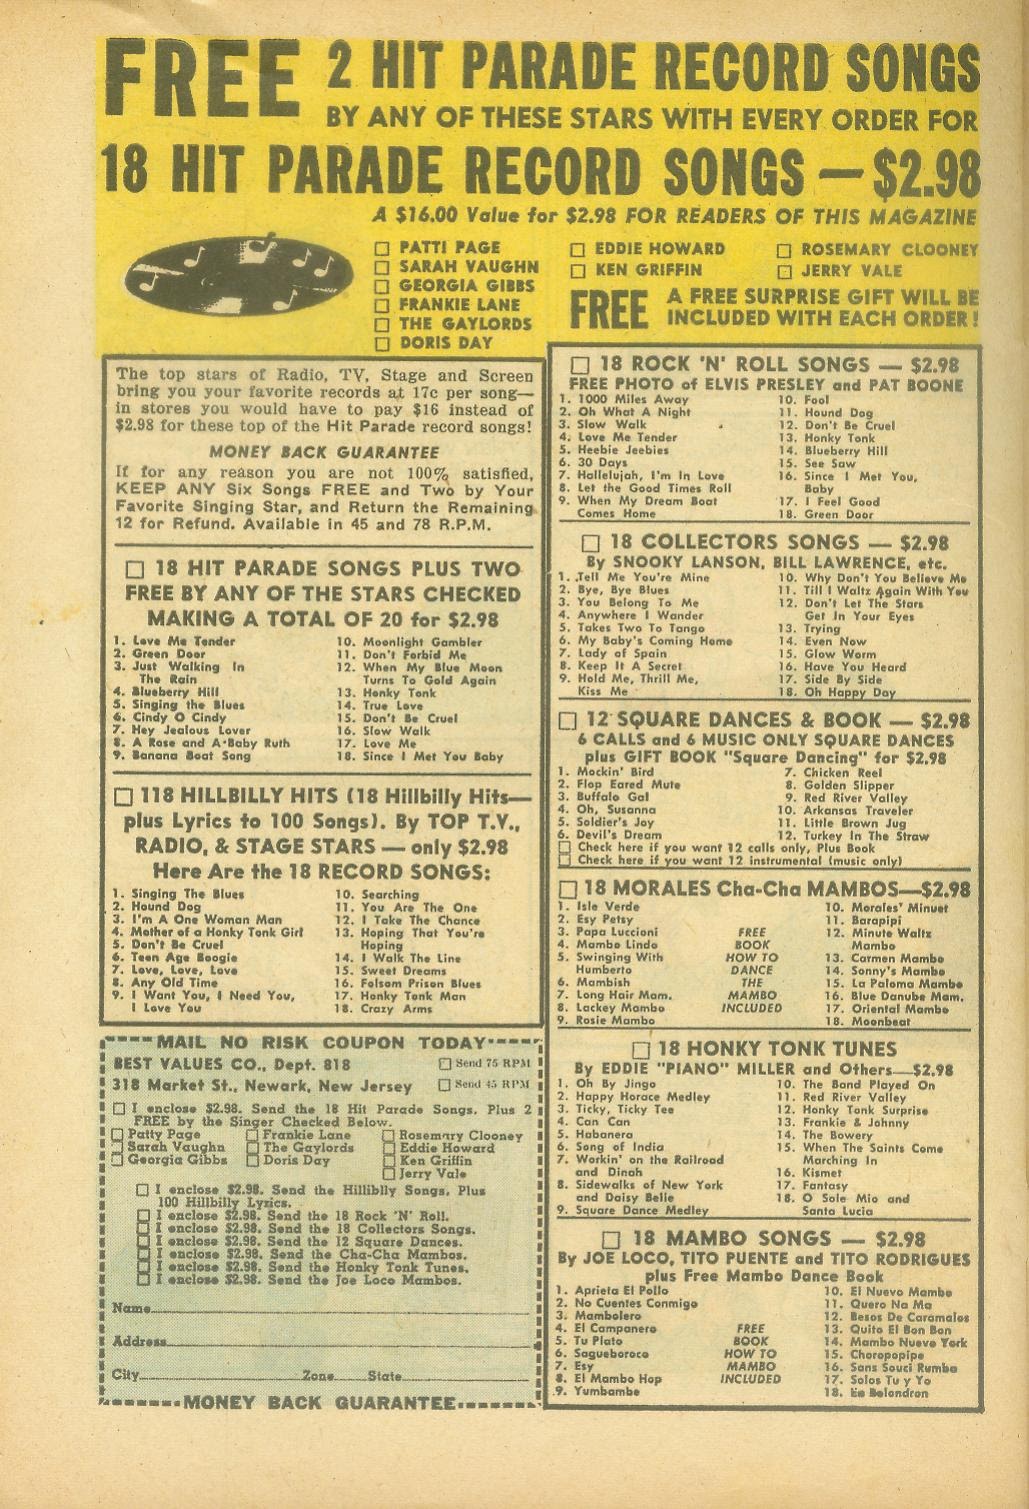 FREE 2 HIT PARADE RECORD SONGS
BY ANY OF THESE STARS WITH EVERY ORDER FOR
18 HIT PARADE RECORD SONGS — $2.98
A $16.00 Value for $2.98 FOR READERS OF THIS MAGAZINE
PATTI PAGE
SARAH VAUGHN
GEORGIA GIBBS
FRANKIE LANE
THE GAYLORDS
DORIS DAY
EDDIE HOWARD
KEN GRIFFIN
ROSEMARY CLOONEY
JERRY VALE
FREE A FREE SURPRISE GIFT WILL BE
INCLUDED WITH EACH ORDER!
The top stars of Radio, TV, Stage and Screen
bring you your favorite records at 17c per song—
in stores you would have to pay $16 instead of
$2.98 for these top of the Hit Parade record songs!
MONEY BACK GUARANTEE
If for any reason you are not 100% satisfied,
KEEP ANY Six Songs FREE and Two by Your
Favorite Singing Star, and Return the Remaining
12 for Refund. Available in 45 and 78 R.P.M.
18 HIT PARADE SONGS PLUS TWO
FREE BY ANY OF THE STARS CHECKED
MAKING A TOTAL OF 20 for $2.98
1. Love Me Tender
2. Green Door
3. Just Walking In
The Rain
4. Blueberry Hill
5. Singing the Blues
6. Cindy O Cindy
7. Hey Jealous Lover
8. A Rose and A Baby Ruth
9. Banana Boat Song
10. Moonlight Gambler
11. Don't Forbid Me
12. When My Blue Moon
Turns To Gold Again
13. Honky Tonk
14. True Love
15. Don't Be Cruel
16. Slow Walk
17. Love Me
18. Since I Met You Baby
118 HILLBILLY HITS (18 Hillbilly Hits—
plus Lyrics to 100 Songs). By TOP T.V.,
RADIO, & STAGE STARS — only $2.98
Here Are the 18 RECORD SONGS:
1. Singing The Blues
2. Hound Dog
3. I'm A One Woman Man
4. Mother of a Honky Tonk Girl
5. Don't Be Cruel
6. Teen Age Boogie
7. Love, Love, Love
8. Any Old Time
9. I Want You, I Need You,
I Love You
10. Searching
11. You Are The One
12. I Take The Chance
13. Hoping That You're
Hoping
14. I Walk The Line
15. Sweet Dreams
16. Folsom Prison Blues
17. Honky Tonk Man
18. Crazy Arms
MAIL NO RISK COUPON TODAY
BEST VALUES CO., Dept. 818
318 Market St., Newark, New Jersey
Send 75 RPM
Send 45 RPM
I enclose $2.98. Send the 18 Hit Parade Songs. Plus 2
FREE by the Singer Checked Below.
Patty Page
Sarah Vaughn
Georgia Gibbs
Frankie Lane
The Gaylords
Doris Day
Rosemary Clooney
Eddie Howard
Ken Griffin
Jerry Vale
I enclose $2.98. Send the Hilliblly Songs. Plus
100 Hillbilly Lyrics.
I enclose $2.98. Send the 18 Rock 'N' Roll.
I enclose $2.98. Send the 18 Collectors Songs.
I enclose $2.98. Send the 12 Square Dances.
I enclose $2.98. Send the Cha-Cha Mambos.
I enclose $2.98. Send the Honky Tonk Tunes.
I enclose $2.98. Send the Joe Loco Mambos.
Name
Address
City Zone State
MONEY BACK GUARANTEE
18 ROCK 'N' ROLL SONGS — $2.98
FREE PHOTO of ELVIS PRESLEY and PAT BOONE
1. 1000 Miles Away
2. Oh What A Night
3. Slow Walk
4. Love Me Tender
5. Heebie Jeebies
6. 30 Days
7. Hallelujah, I'm In Love
8. Let the Good Times Roll
9. When My Dream Boat
Comes Home
10. Fool
11. Hound Dog
12. Don't Be Cruel
13. Honky Tonk
14. Blueberry Hill
15. See Saw
16. Since I Met You,
Baby
17. I Feel Good
18. Green Door
18 COLLECTORS SONGS — $2.98
By SNOOKY LANSON, BILL LAWRENCE, etc.
1. Tell Me You're Mine
2. Bye, Bye Blues
3. You Belong To Me
4. Anywhere I Wander
5. Takes Two To Tango
6. My Baby's Coming Home
7. Lady of Spain
8. Keep It A Secret
9. Hold Me, Thrill Me,
Kiss Me
10. Why Don't You Believe Me
11. Till I Waltz Again With You
12. Don't Let The Stars
Get In Your Eyes
13. Trying
14. Even Now
15. Glow Worm
16. Have You Heard
17. Side By Side
18. Oh Happy Day
12 SQUARE DANCES & BOOK — $2.98
6 CALLS and 6 MUSIC ONLY SQUARE DANCES
plus GIFT BOOK "Square Dancing" for $2.98
1. Mockin' Bird
2. Flop Eared Mute
3. Buffalo Gal
4. Oh, Susanna
5. Soldier's Joy
6. Devil's Dream
7. Chicken Reel
8. Golden Slipper
9. Red River Valley
10. Arkansas Traveler
11. Little Brown Jug
12. Turkey In The Straw
Check here if you want 12 calls only, Plus Book
Check here if you want 12 instrumental (music only)
18 MORALES Cha-Cha MAMBOS—$2.98
1. Isle Verde
2. Esy Petsy
3. Papa Luccioni
4. Mambo Lindo
5. Swinging With
Humberto
6. Mambish
7. Long Hair Mam.
8. Lackey Mambo
9. Rosie Mambo
FREE
BOOK
HOW TO
DANCE
THE
MAMBO
INCLUDED
10. Morales' Minuet
11. Barapipi
12. Minute Waltz
Mambo
13. Carmen Mambo
14. Sonny's Mambo
15. La Paloma Mambo
16. Blue Danube Mam.
17. Oriental Mambo
18. Moonbeat
18 HONKY TONK TUNES
By EDDIE "PIANO" MILLER and Others—$2.98
1. Oh By Jingo
2. Happy Horace Medley
3. Ticky, Ticky Tee
4. Can Can
5. Habanera
6. Song of India
7. Workin' on the Railroad
and Dinah
8. Sidewalks of New York
and Daisy Belle
9. Square Dance Medley
10. The Band Played On
11. Red River Valley
12. Honky Tonk Surprise
13. Frankie & Johnny
14. The Bowery
15. When The Saints Come
Marching In
16. Kismet
17. Fantasy
18. O Sole Mio and
Santa Lucia
18 MAMBO SONGS — $2.98
By JOE LOCO, TITO PUENTE and TITO RODRIGUES
plus Free Mambo Dance Book
1. Aprieta El Pollo
2. No Cuentes Conmigo
3. Mambolero
4. El Campanero
5. Tu Plato
6. Sagueboroco
7. Esy
8. El Mambo Hop
9. Yumbambe
FREE
BOOK
HOW TO
MAMBO
INCLUDED
10. El Nuevo Mambo
11. Quero Na Ma
12. Besos De Caramalos
13. Quito El Bon Bon
14. Mambo Nuevo York
15. Choropopipe
16. Sans Souci Rumba
17. Solos Tu y Yo
18. Ee Belondron